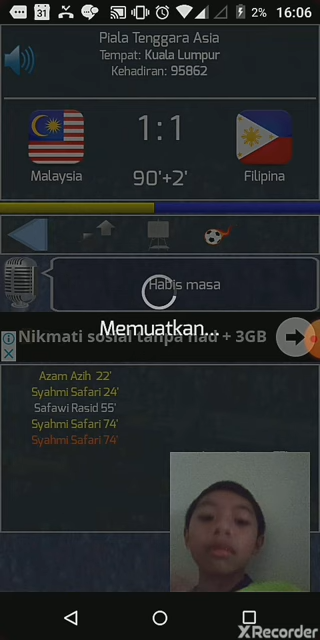 31
2% 16:06
Piala Tenggara Asia
Tempat: Kuala Lumpur
Kehadiran: 95862
1:1
Malaysia
90'+2'
Filipina
Habis masa
Memuatkan...
Nikmati sosial tanpa had + 3GB
Azam Azih 22'
Syahmi Safari 24'
Safawi Rasid 55'
Syahmi Safari 74'
Syahmi Safari 74'
XRecorder